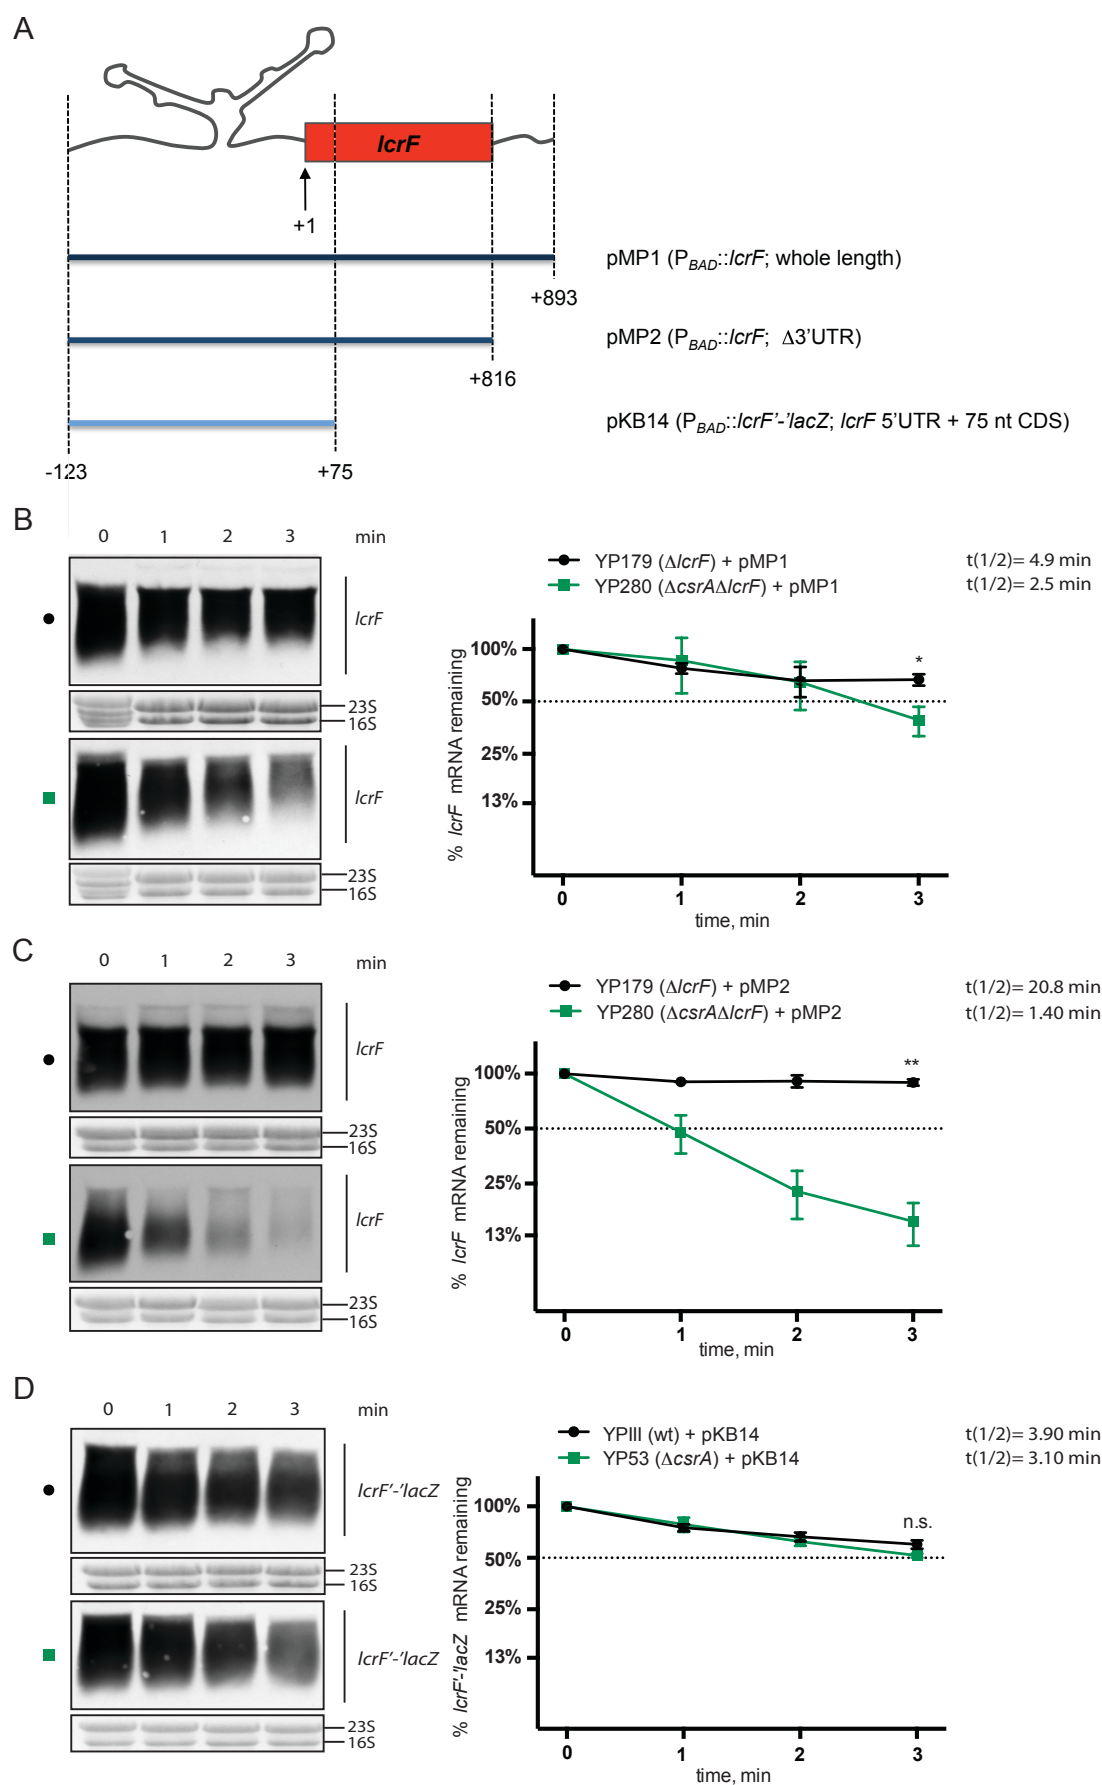 A
lcrF
+1
pMP1 (PBAD::lcrF; whole length)
+893
pMP2 (PBAD::lcrF; Δ3'UTR)
+816
pKB14 (PBAD::lcrF'-'lacZ; lcrF 5'UTR + 75 nt CDS)
-123 +75
B
0 1 2 3 min
lcrF
23S
16S
lcrF
23S
16S
YP179 (ΔlcrF) + pMP1 t(1/2)= 4.9 min
YP280 (ΔcsrAΔlcrF) + pMP1 t(1/2)= 2.5 min
% lcrF mRNA remaining
100%
50%
25%
13%
*
0 1 2 3
time, min
C
0 1 2 3 min
lcrF
23S
16S
lcrF
23S
16S
YP179 (ΔlcrF) + pMP2 t(1/2)= 20.8 min
YP280 (ΔcsrAΔlcrF) + pMP2 t(1/2)= 1.40 min
% lcrF mRNA remaining
100%
50%
25%
13%
**
0 1 2 3
time, min
D
0 1 2 3 min
lcrF'-'lacZ
23S
16S
lcrF'-'lacZ
23S
16S
YPIII (wt) + pKB14 t(1/2)= 3.90 min
YP53 (ΔcsrA) + pKB14 t(1/2)= 3.10 min
% lcrF'-'lacZ mRNA remaining
100%
50%
25%
13%
n.s.
0 1 2 3
time, min